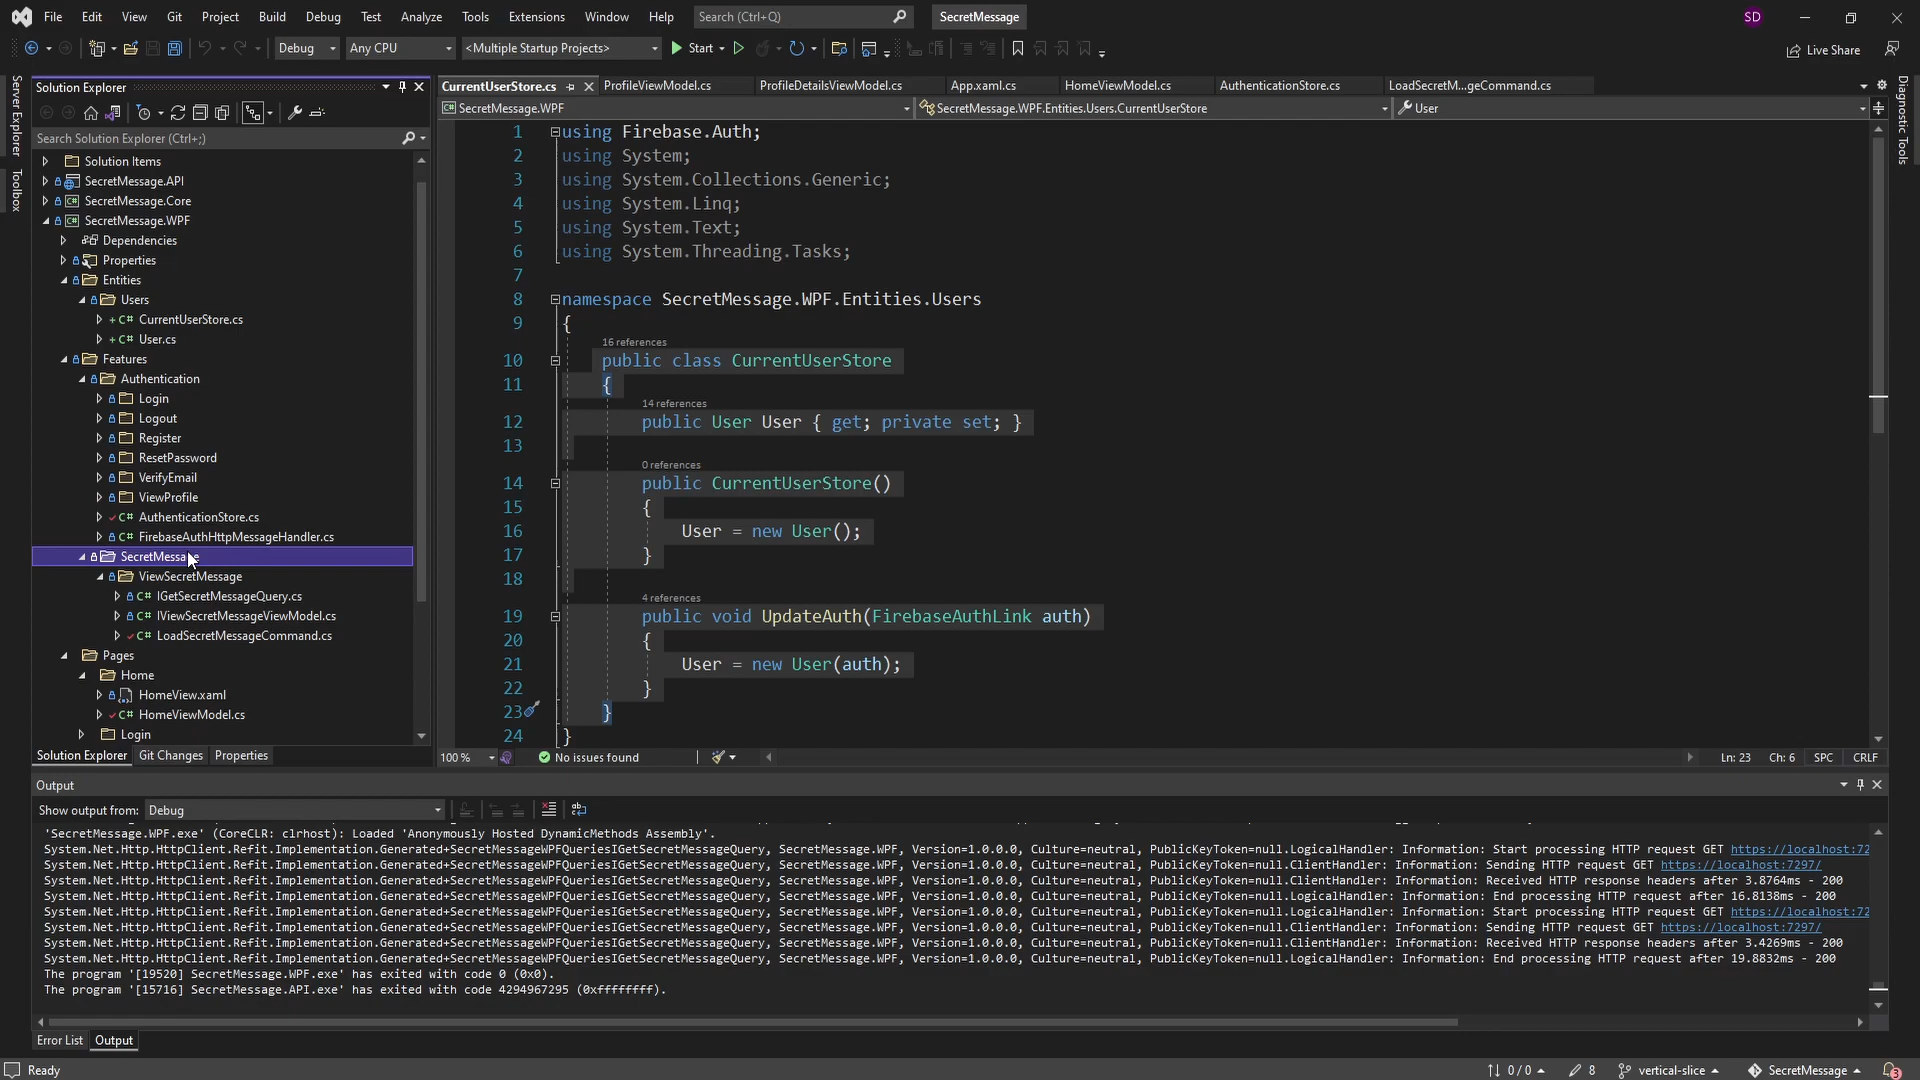 File Edit View Git Project Build Debug Test Analyze Tools Extensions Window Help Search (Ctrl+Q) SecretMessage SD
Debug Any CPU <Multiple Startup Projects> Start Live Share
Server Explorer
Toolbox
Solution Explorer
Search Solution Explorer (Ctrl+;)
Solution Items
SecretMessage.API
SecretMessage.Core
SecretMessage.WPF
Dependencies
Properties
Entities
Users
CurrentUserStore.cs
User.cs
Features
Authentication
Login
Logout
Register
ResetPassword
VerifyEmail
ViewProfile
AuthenticationStore.cs
FirebaseAuthHttpMessageHandler.cs
SecretMessage
ViewSecretMessage
IGetSecretMessageQuery.cs
IViewSecretMessageViewModel.cs
LoadSecretMessageCommand.cs
Pages
Home
HomeView.xaml
HomeViewModel.cs
Login
Solution Explorer Git Changes Properties
CurrentUserStore.cs ProfileViewModel.cs ProfileDetailsViewModel.cs App.xaml.cs HomeViewModel.cs AuthenticationStore.cs LoadSecretM...geCommand.cs
SecretMessage.WPF SecretMessage.WPF.Entities.Users.CurrentUserStore User
1 using Firebase.Auth;
2 using System;
3 using System.Collections.Generic;
4 using System.Linq;
5 using System.Text;
6 using System.Threading.Tasks;
7
8 namespace SecretMessage.WPF.Entities.Users
9 {
16 references
10 public class CurrentUserStore
11 {
14 references
12 public User User { get; private set; }
13
0 references
14 public CurrentUserStore()
15 {
16 User = new User();
17 }
18
4 references
19 public void UpdateAuth(FirebaseAuthLink auth)
20 {
21 User = new User(auth);
22 }
23 }
24 }
100 % No issues found Ln: 23 Ch: 6 SPC CRLF
Diagnostic Tools
Output
Show output from: Debug
'SecretMessage.WPF.exe' (CoreCLR: clrhost): Loaded 'Anonymously Hosted DynamicMethods Assembly'.
System.Net.Http.HttpClient.Refit.Implementation.Generated+SecretMessageWPFQueriesIGetSecretMessageQuery, SecretMessage.WPF, Version=1.0.0.0, Culture=neutral, PublicKeyToken=null.LogicalHandler: Information: Start processing HTTP request GET https://localhost:72
System.Net.Http.HttpClient.Refit.Implementation.Generated+SecretMessageWPFQueriesIGetSecretMessageQuery, SecretMessage.WPF, Version=1.0.0.0, Culture=neutral, PublicKeyToken=null.ClientHandler: Information: Sending HTTP request GET https://localhost:7297/
System.Net.Http.HttpClient.Refit.Implementation.Generated+SecretMessageWPFQueriesIGetSecretMessageQuery, SecretMessage.WPF, Version=1.0.0.0, Culture=neutral, PublicKeyToken=null.ClientHandler: Information: Received HTTP response headers after 3.8764ms - 200
System.Net.Http.HttpClient.Refit.Implementation.Generated+SecretMessageWPFQueriesIGetSecretMessageQuery, SecretMessage.WPF, Version=1.0.0.0, Culture=neutral, PublicKeyToken=null.LogicalHandler: Information: End processing HTTP request after 16.8138ms - 200
System.Net.Http.HttpClient.Refit.Implementation.Generated+SecretMessageWPFQueriesIGetSecretMessageQuery, SecretMessage.WPF, Version=1.0.0.0, Culture=neutral, PublicKeyToken=null.LogicalHandler: Information: Start processing HTTP request GET https://localhost:72
System.Net.Http.HttpClient.Refit.Implementation.Generated+SecretMessageWPFQueriesIGetSecretMessageQuery, SecretMessage.WPF, Version=1.0.0.0, Culture=neutral, PublicKeyToken=null.ClientHandler: Information: Sending HTTP request GET https://localhost:7297/
System.Net.Http.HttpClient.Refit.Implementation.Generated+SecretMessageWPFQueriesIGetSecretMessageQuery, SecretMessage.WPF, Version=1.0.0.0, Culture=neutral, PublicKeyToken=null.ClientHandler: Information: Received HTTP response headers after 3.4269ms - 200
System.Net.Http.HttpClient.Refit.Implementation.Generated+SecretMessageWPFQueriesIGetSecretMessageQuery, SecretMessage.WPF, Version=1.0.0.0, Culture=neutral, PublicKeyToken=null.LogicalHandler: Information: End processing HTTP request after 19.8832ms - 200
The program '[19520] SecretMessage.WPF.exe' has exited with code 0 (0x0).
The program '[15716] SecretMessage.API.exe' has exited with code 4294967295 (0xffffffff).
Error List Output
Ready 0 / 0 8 vertical-slice SecretMessage 3